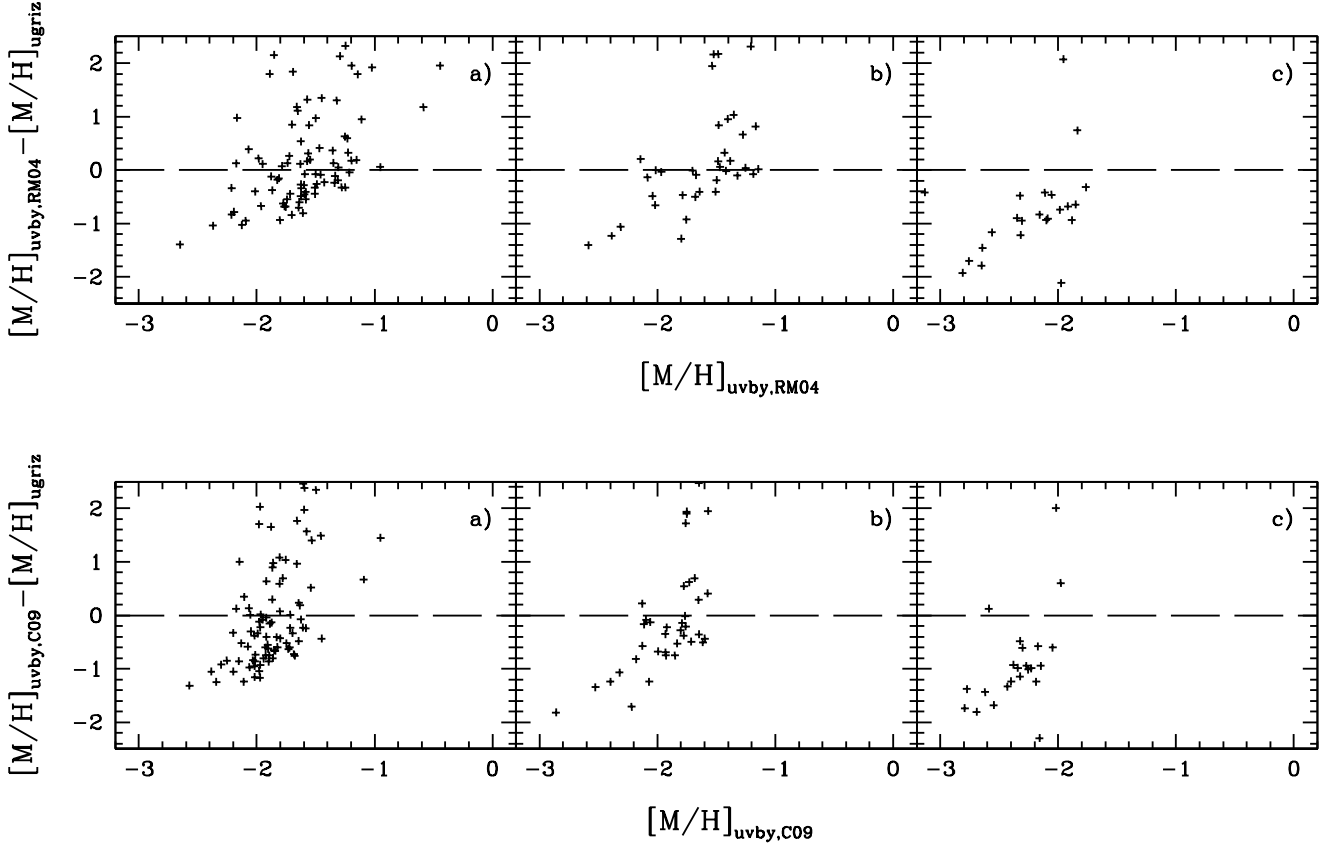 [M/H]uvby,RM04−[M/H]ugriz
2
1
0
−1
−2
a)
b)
c)
−3 −2 −1 0 −3 −2 −1 0 −3 −2 −1 0
[M/H]uvby,RM04
[M/H]uvby,C09−[M/H]ugriz
2
1
0
−1
−2
a)
b)
c)
−3 −2 −1 0 −3 −2 −1 0 −3 −2 −1 0
[M/H]uvby,C09